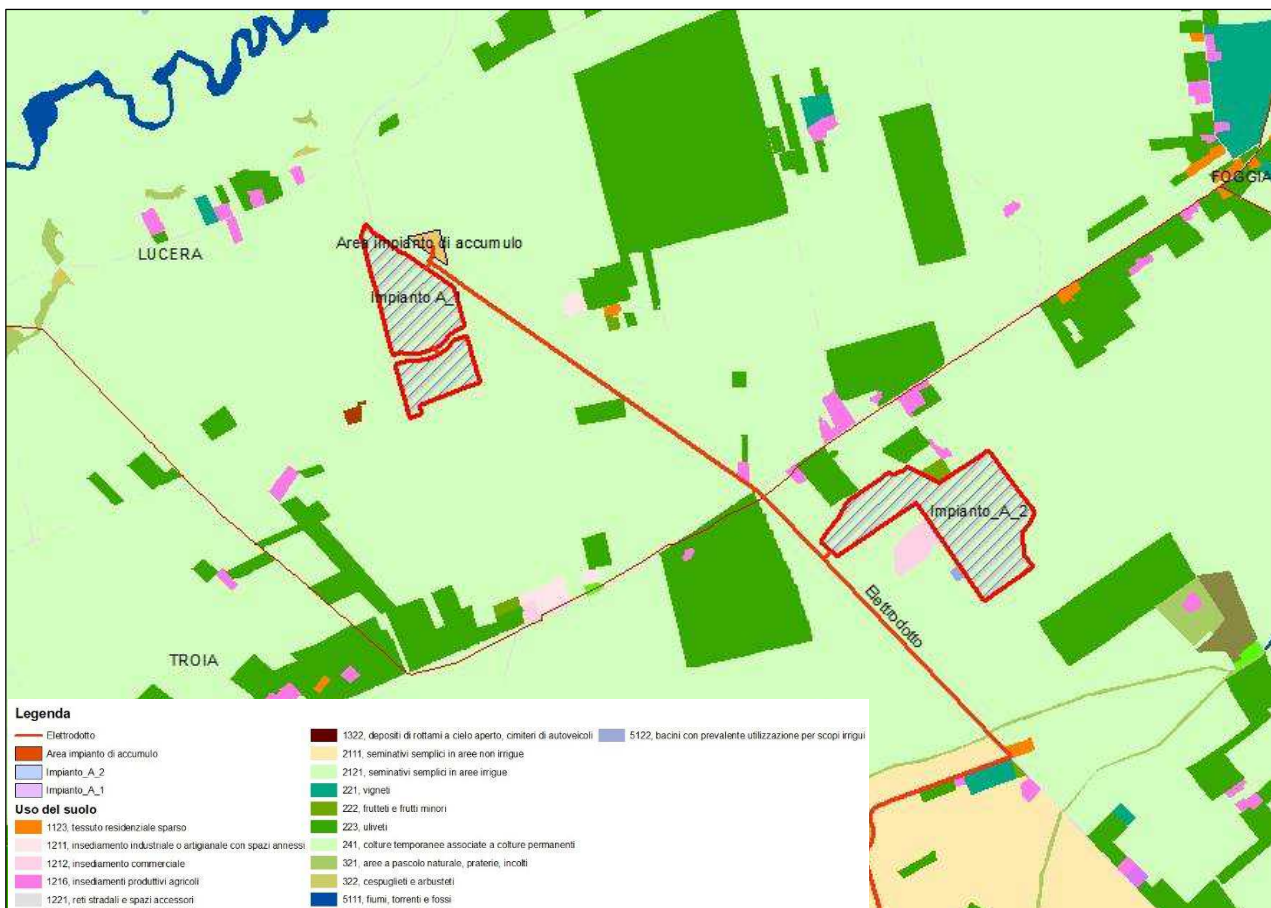 FOGGIA
LUCERA
Area impianto di accumulo
Impianto A_1
Impianto_A_2
Elettrodotto
TROIA
Legenda
Elettrodotto
Area impianto di accumulo
Impianto_A_2
Impianto_A_1
Uso del suolo
1123, tessuto residenziale sparso
1211, insediamento industriale o artigianale con spazi annessi
1212, insediamento commerciale
1216, insediamenti produttivi agricoli
1221, reti stradali e spazi accessori
1322, depositi di rottami a cielo aperto, cimiteri di autoveicoli
2111, seminativi semplici in aree non irrigue
2121, seminativi semplici in aree irrigue
221, vigneti
222, frutteti e frutti minori
223, uliveti
241, colture temporanee associate a colture permanenti
321, aree a pascolo naturale, praterie, incolti
322, cespuglieti e arbusteti
5111, fiumi, torrenti e fossi
5122, bacini con prevalente utilizzazione per scopi irrigui